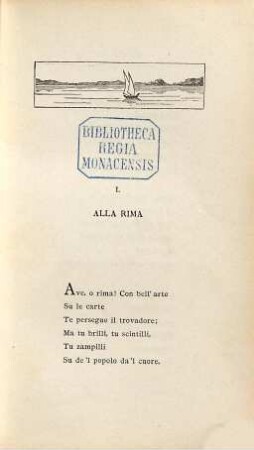 BIBLIOTHECA
REGIA
MONACENSIS
I.
ALLA RIMA
Ave, o rima! Con bell' arte
Su le carte
Te persegue il trovadore;
Ma tu brilli, tu scintilli,
Tu zampilli
Su de 'l popolo da 'l cuore.